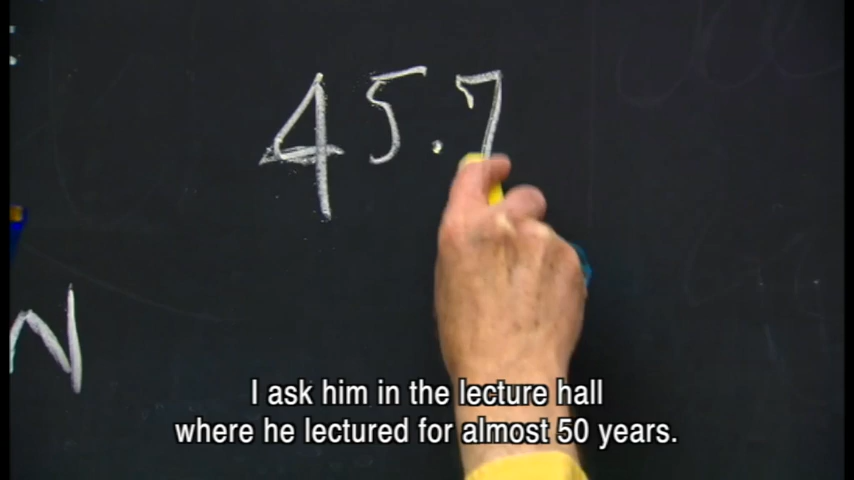 45.7
N
I ask him in the lecture hall
where he lectured for almost 50 years.